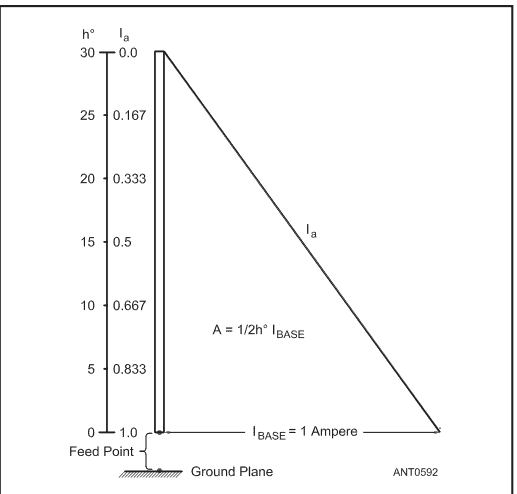 h° Ia
30 0.0
25 0.167
20 0.333
15 0.5
Ia
10 0.667
A = 1/2h° IBASE
5 0.833
0 1.0 IBASE = 1 Ampere
Feed Point
Ground Plane ANT0592